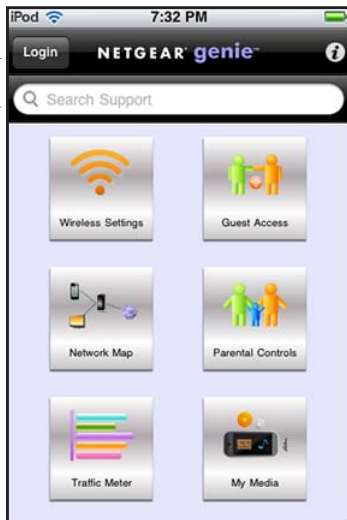 iPod 7:32 PM
Login NETGEAR® genie™
Search Support
Wireless Settings Guest Access
Network Map Parental Controls
Traffic Meter My Media